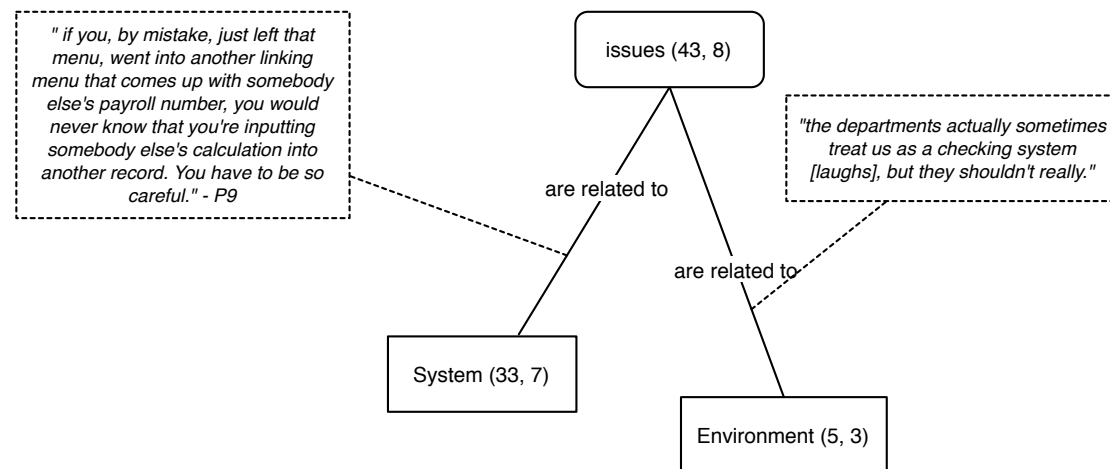 " if you, by mistake, just left that
menu, went into another linking
menu that comes up with somebody
else's payroll number, you would
never know that you're inputting
somebody else's calculation into
another record. You have to be so
careful." - P9
issues (43, 8)
"the departments actually sometimes
treat us as a checking system
[laughs], but they shouldn't really."
are related to
are related to
System (33, 7)
Environment (5, 3)